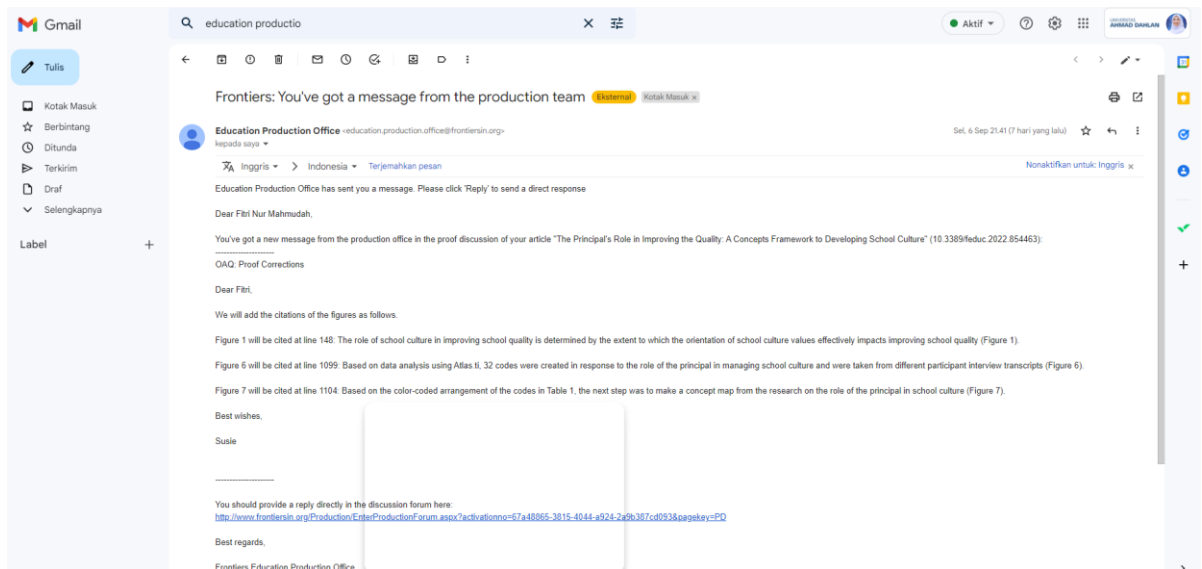 Gmail
education productio
Aktif
UNIVERSITAS
AHMAD DAHLAN
Tulis
Kotak Masuk
Berbintang
Ditunda
Terkirim
Draf
Selengkapnya
Label
Frontiers: You've got a message from the production team Eksternal Kotak Masuk x
Education Production Office <education.production.office@frontiersin.org>
Sel, 6 Sep 21.41 (7 hari yang lalu)
kepada saya
Inggris > Indonesia Terjemahkan pesan
Nonaktifkan untuk: Inggris x
Education Production Office has sent you a message. Please click 'Reply' to send a direct response
Dear Fitri Nur Mahmudah,
You've got a new message from the production office in the proof discussion of your article "The Principal's Role in Improving the Quality: A Concepts Framework to Developing School Culture" (10.3389/feduc.2022.854463):
--------------------
OAQ: Proof Corrections
Dear Fitri,
We will add the citations of the figures as follows.
Figure 1 will be cited at line 148: The role of school culture in improving school quality is determined by the extent to which the orientation of school culture values effectively impacts improving school quality (Figure 1).
Figure 6 will be cited at line 1099: Based on data analysis using Atlas.ti, 32 codes were created in response to the role of the principal in managing school culture and were taken from different participant interview transcripts (Figure 6).
Figure 7 will be cited at line 1104: Based on the color-coded arrangement of the codes in Table 1, the next step was to make a concept map from the research on the role of the principal in school culture (Figure 7).
Best wishes,
Susie
--------------------
You should provide a reply directly in the discussion forum here:
http://www.frontiersin.org/Production/EnterProductionForum.aspx?activationno=67a48865-3815-4044-a924-2a9b387cd093&pagekey=PD
Best regards,
Frontiers Education Production Office